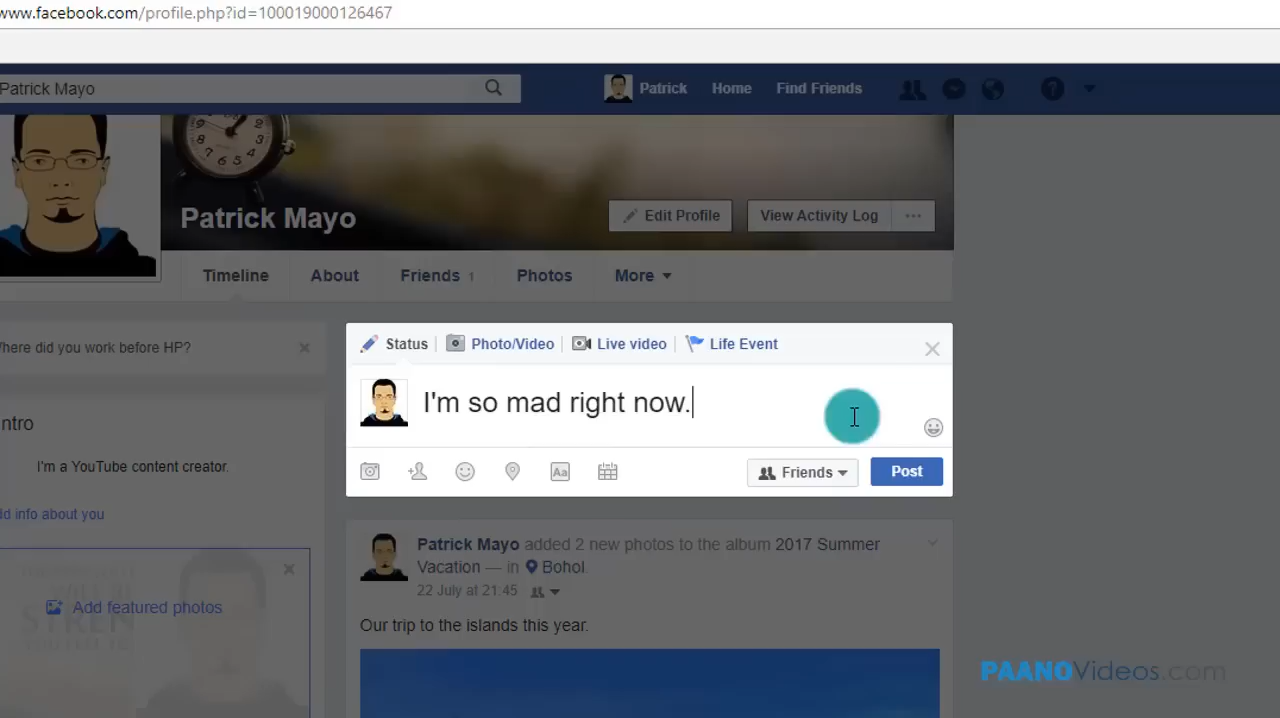 www.facebook.com/profile.php?id=100019000126467
Patrick Mayo
Patrick Home Find Friends
Patrick Mayo
Edit Profile View Activity Log
Timeline About Friends 1 Photos More
here did you work before HP?
Status Photo/Video Live video Life Event
I'm so mad right now.
ntro
I'm a YouTube content creator.
dd info about you
Friends Post
Patrick Mayo added 2 new photos to the album 2017 Summer
Vacation — in Bohol.
22 July at 21:45
Add featured photos
Our trip to the islands this year.
PAANOVideos.com